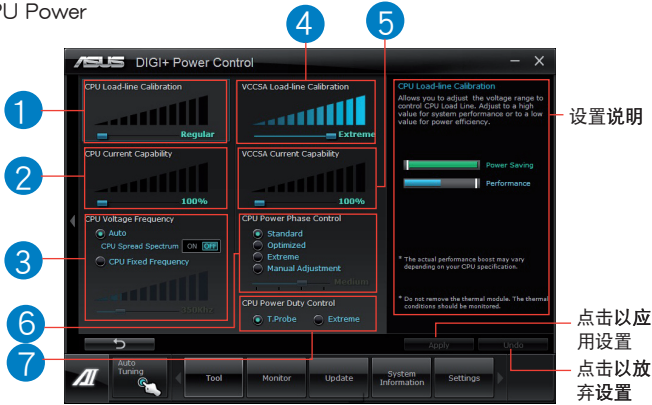 PU Power
4
5
ASUS DIGI+ Power Control
1
CPU Load-line Calibration
Regular
VCCSA Load-line Calibration
Extreme
CPU Load-line Calibration
Allows you to adjust the voltage range to
control CPU Load Line. Adjust to a high
value for system performance or to a low
value for power efficiency.
设置说明
Power Saving
Performance
2
CPU Current Capability
100%
VCCSA Current Capability
100%
3
CPU Voltage Frequency
Auto
CPU Spread Spectrum ON OFF
CPU Fixed Frequency
6
CPU Power Phase Control
Standard
Optimized
Extreme
Manual Adjustment
Medium
* The actual performance boost may vary
depending on your CPU specification.
* Do not remove the thermal module. The thermal
conditions should be monitored.
7
CPU Power Duty Control
T.Probe
Extreme
Apply
Undo
点击以应
用设置
点击以放
弃设置
AI
Auto
Tuning
Tool
Monitor
Update
System
Information
Settings